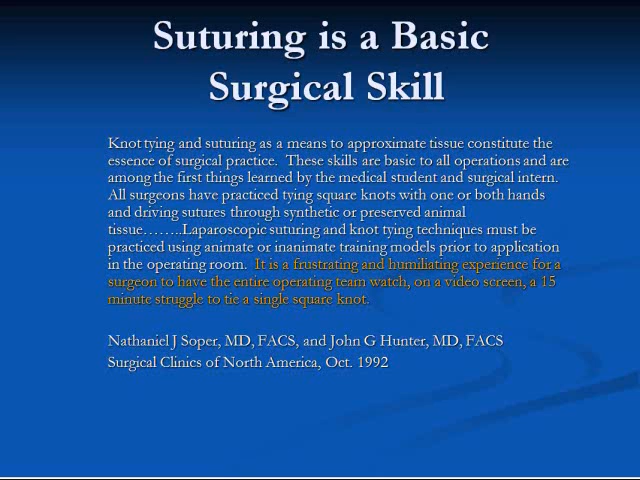 Suturing is a Basic
Surgical Skill
Knot tying and suturing as a means to approximate tissue constitute the
essence of surgical practice.  These skills are basic to all operations and are
among the first things learned by the medical student and surgical intern.
All surgeons have practiced tying square knots with one or both hands
and driving sutures through synthetic or preserved animal
tissue……..Laparoscopic suturing and knot tying techniques must be
practiced using animate or inanimate training models prior to application
in the operating room.  It is a frustrating and humiliating experience for a
surgeon to have the entire operating team watch, on a video screen, a 15
minute struggle to tie a single square knot.
Nathaniel J Soper, MD, FACS, and John G Hunter, MD, FACS
Surgical Clinics of North America, Oct. 1992